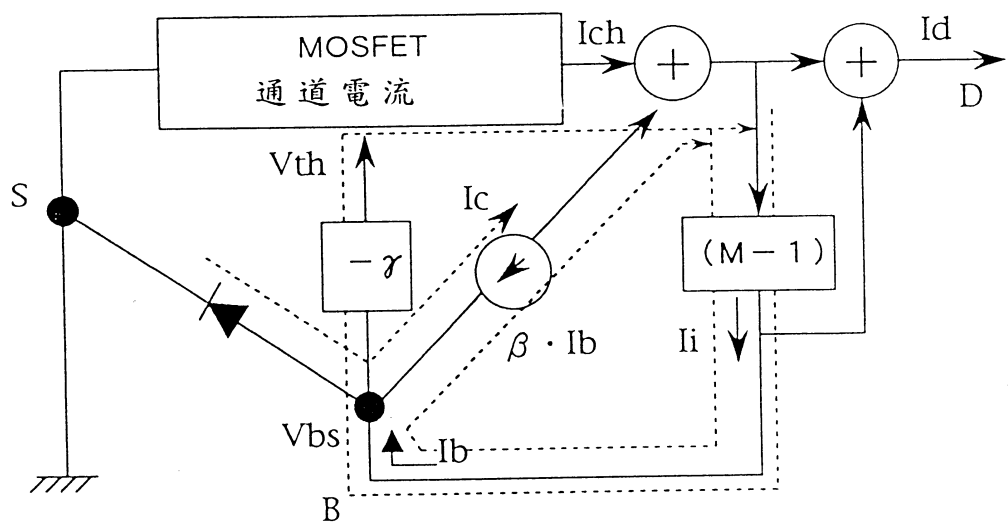 MOSFET
通道電流
Ich
+
+
Id
D
Vth
S
Ic
-γ
(M-1)
β・Ib
Ii
Vbs
Ib
B